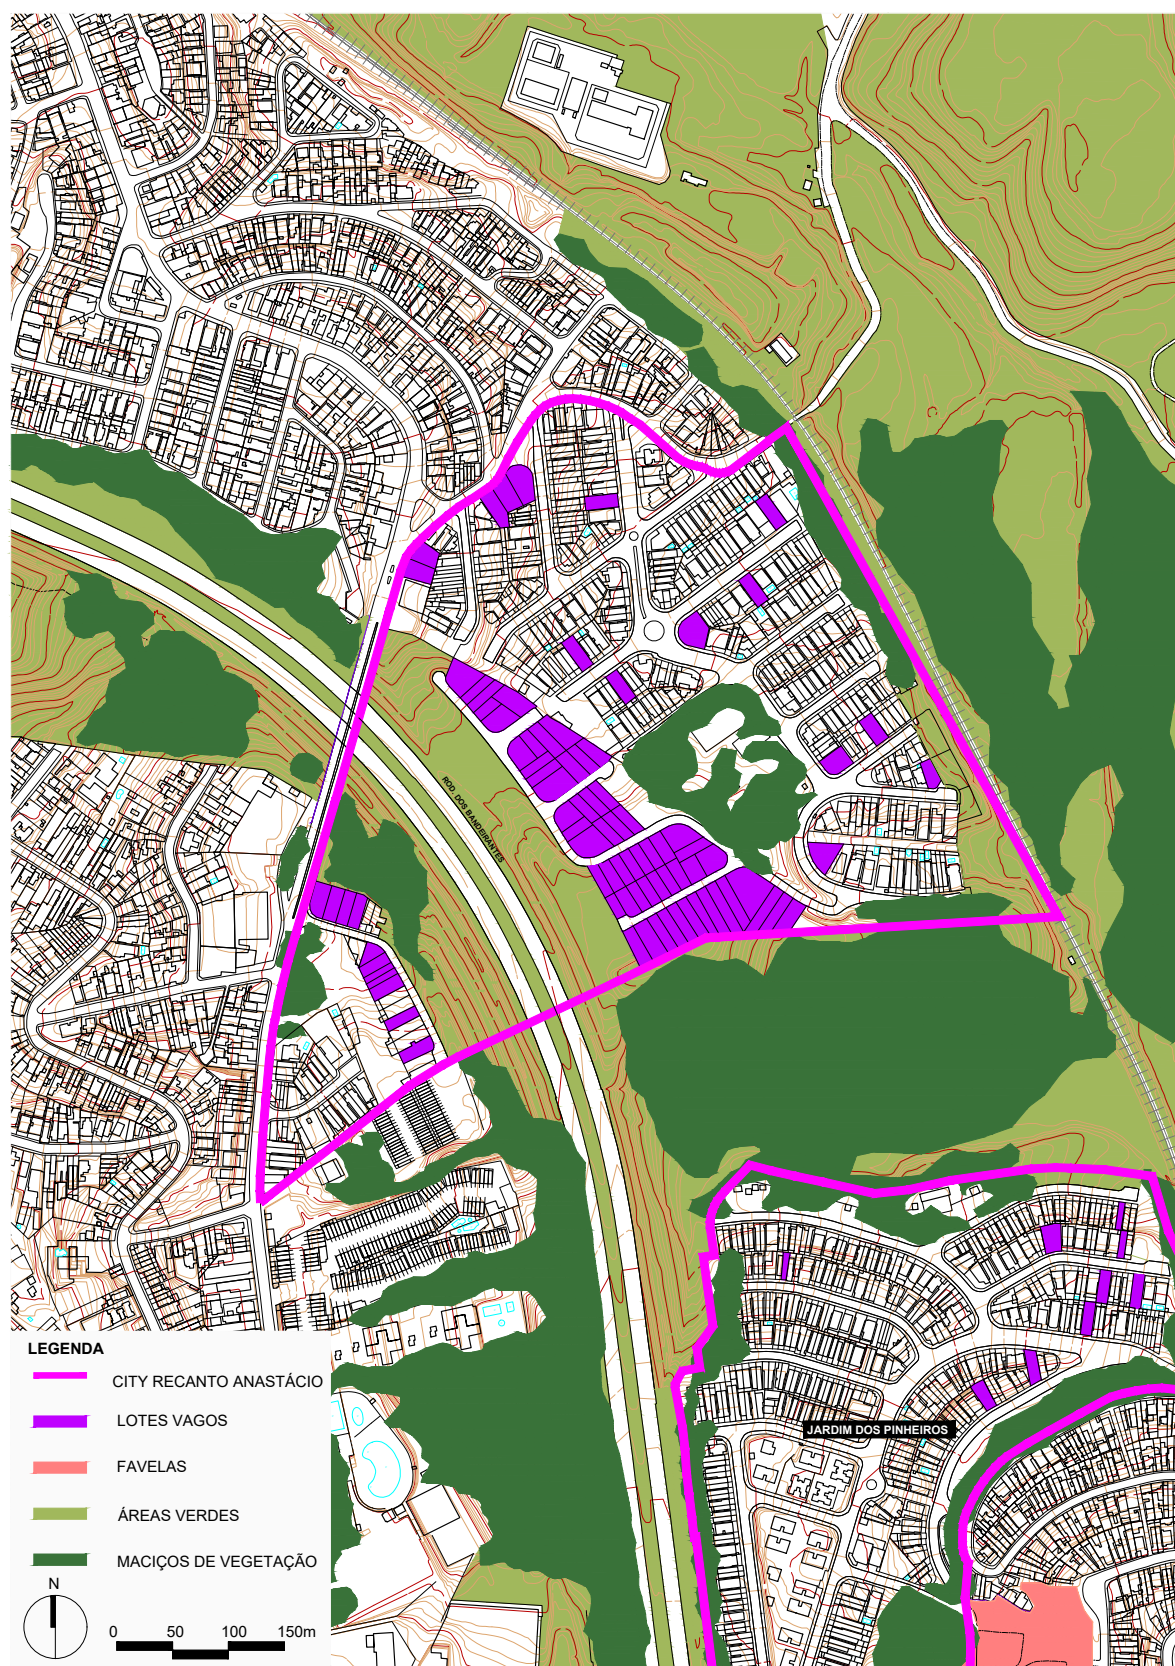 ROD. DOS BANDEIRANTES
JARDIM DOS PINHEIROS
LEGENDA
CITY RECANTO ANASTÁCIO
LOTES VAGOS
FAVELAS
ÁREAS VERDES
MACIÇOS DE VEGETAÇÃO
N
0 50 100 150m